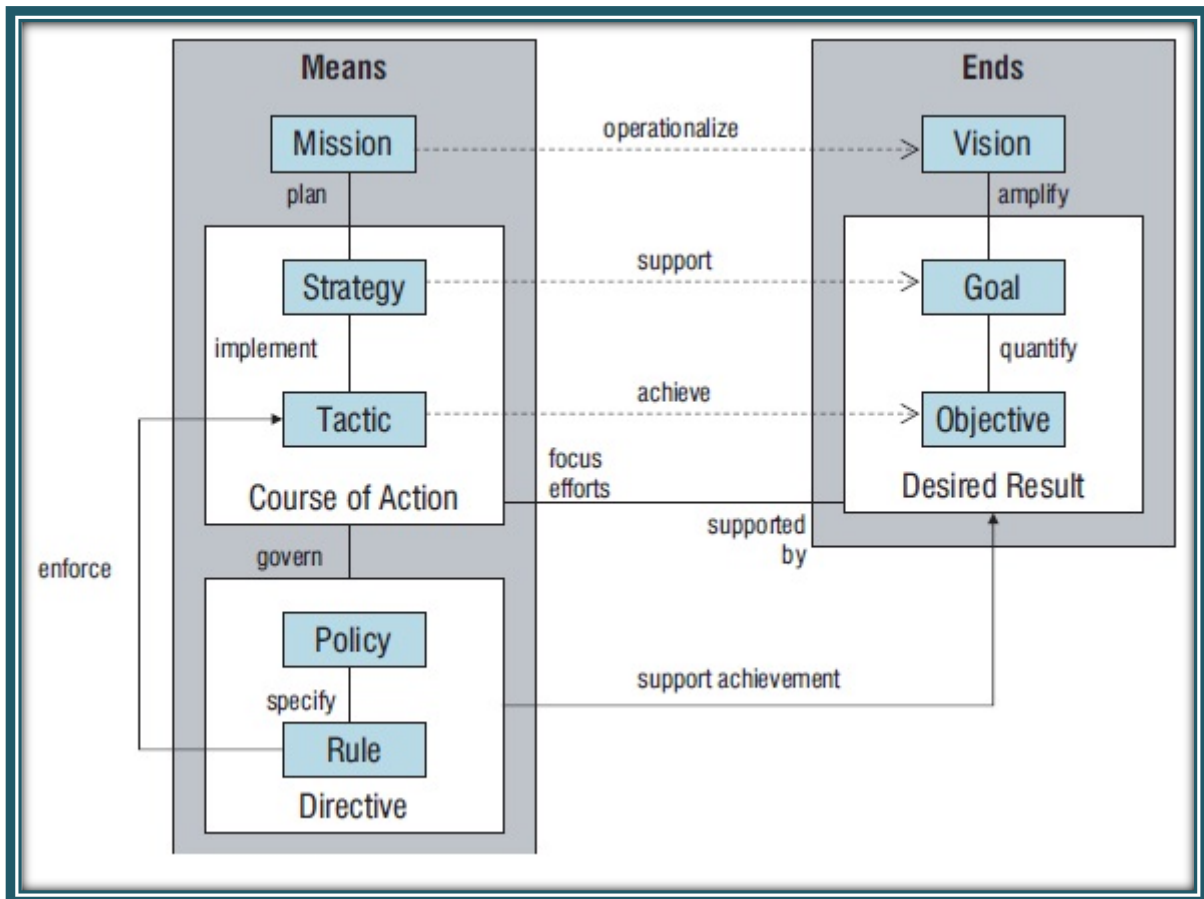 Means
Ends
Mission
operationalize
Vision
plan
amplify
Strategy
support
Goal
implement
quantify
Tactic
achieve
Objective
Course of Action
focus
efforts
Desired Result
supported
by
enforce
govern
Policy
specify
support achievement
Rule
Directive